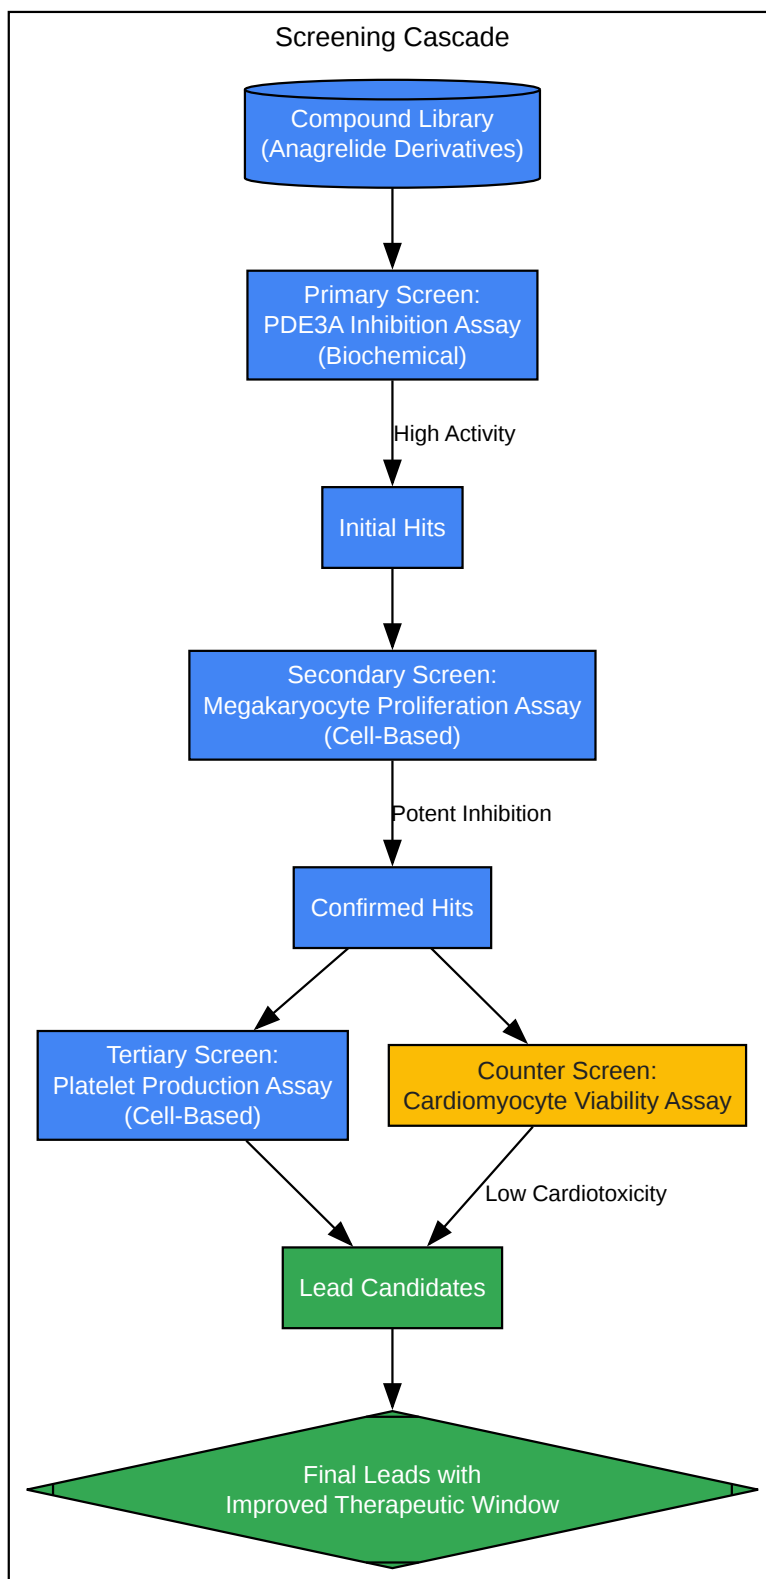 Screening Cascade
Compound Library
(Anagrelide Derivatives)
Primary Screen:
PDE3A Inhibition Assay
(Biochemical)
High Activity
Initial Hits
Secondary Screen:
Megakaryocyte Proliferation Assay
(Cell-Based)
Potent Inhibition
Confirmed Hits
Tertiary Screen:
Platelet Production Assay
(Cell-Based)
Counter Screen:
Cardiomyocyte Viability Assay
Low Cardiotoxicity
Lead Candidates
Final Leads with
Improved Therapeutic Window